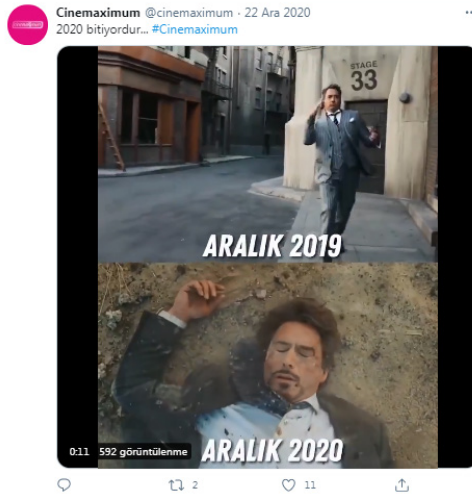 Cinemaximum @cinemaximum · 22 Ara 2020
2020 bitiyordur... #Cinemaximum
STAGE
33
ARALIK 2019
ARALIK 2020
0:11 592 görüntülenme
2 11